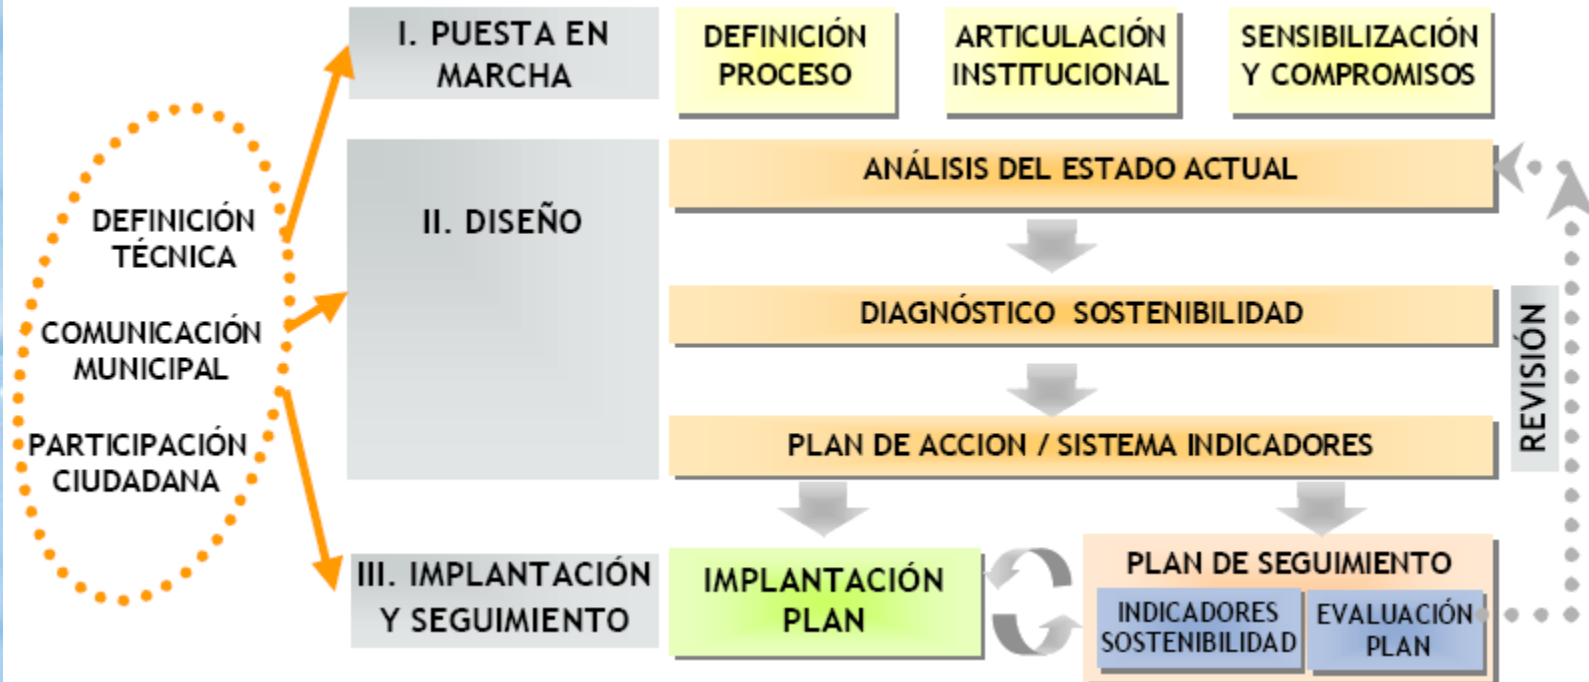 I. PUESTA EN
MARCHA
DEFINICIÓN
PROCESO
ARTICULACIÓN
INSTITUCIONAL
SENSIBILIZACIÓN
Y COMPROMISOS
DEFINICIÓN
TÉCNICA
COMUNICACIÓN
MUNICIPAL
PARTICIPACIÓN
CIUDADANA
II. DISEÑO
ANÁLISIS DEL ESTADO ACTUAL
DIAGNÓSTICO SOSTENIBILIDAD
PLAN DE ACCION / SISTEMA INDICADORES
REVISIÓN
III. IMPLANTACIÓN
Y SEGUIMIENTO
IMPLANTACIÓN
PLAN
PLAN DE SEGUIMIENTO
INDICADORES
SOSTENIBILIDAD
EVALUACIÓN
PLAN